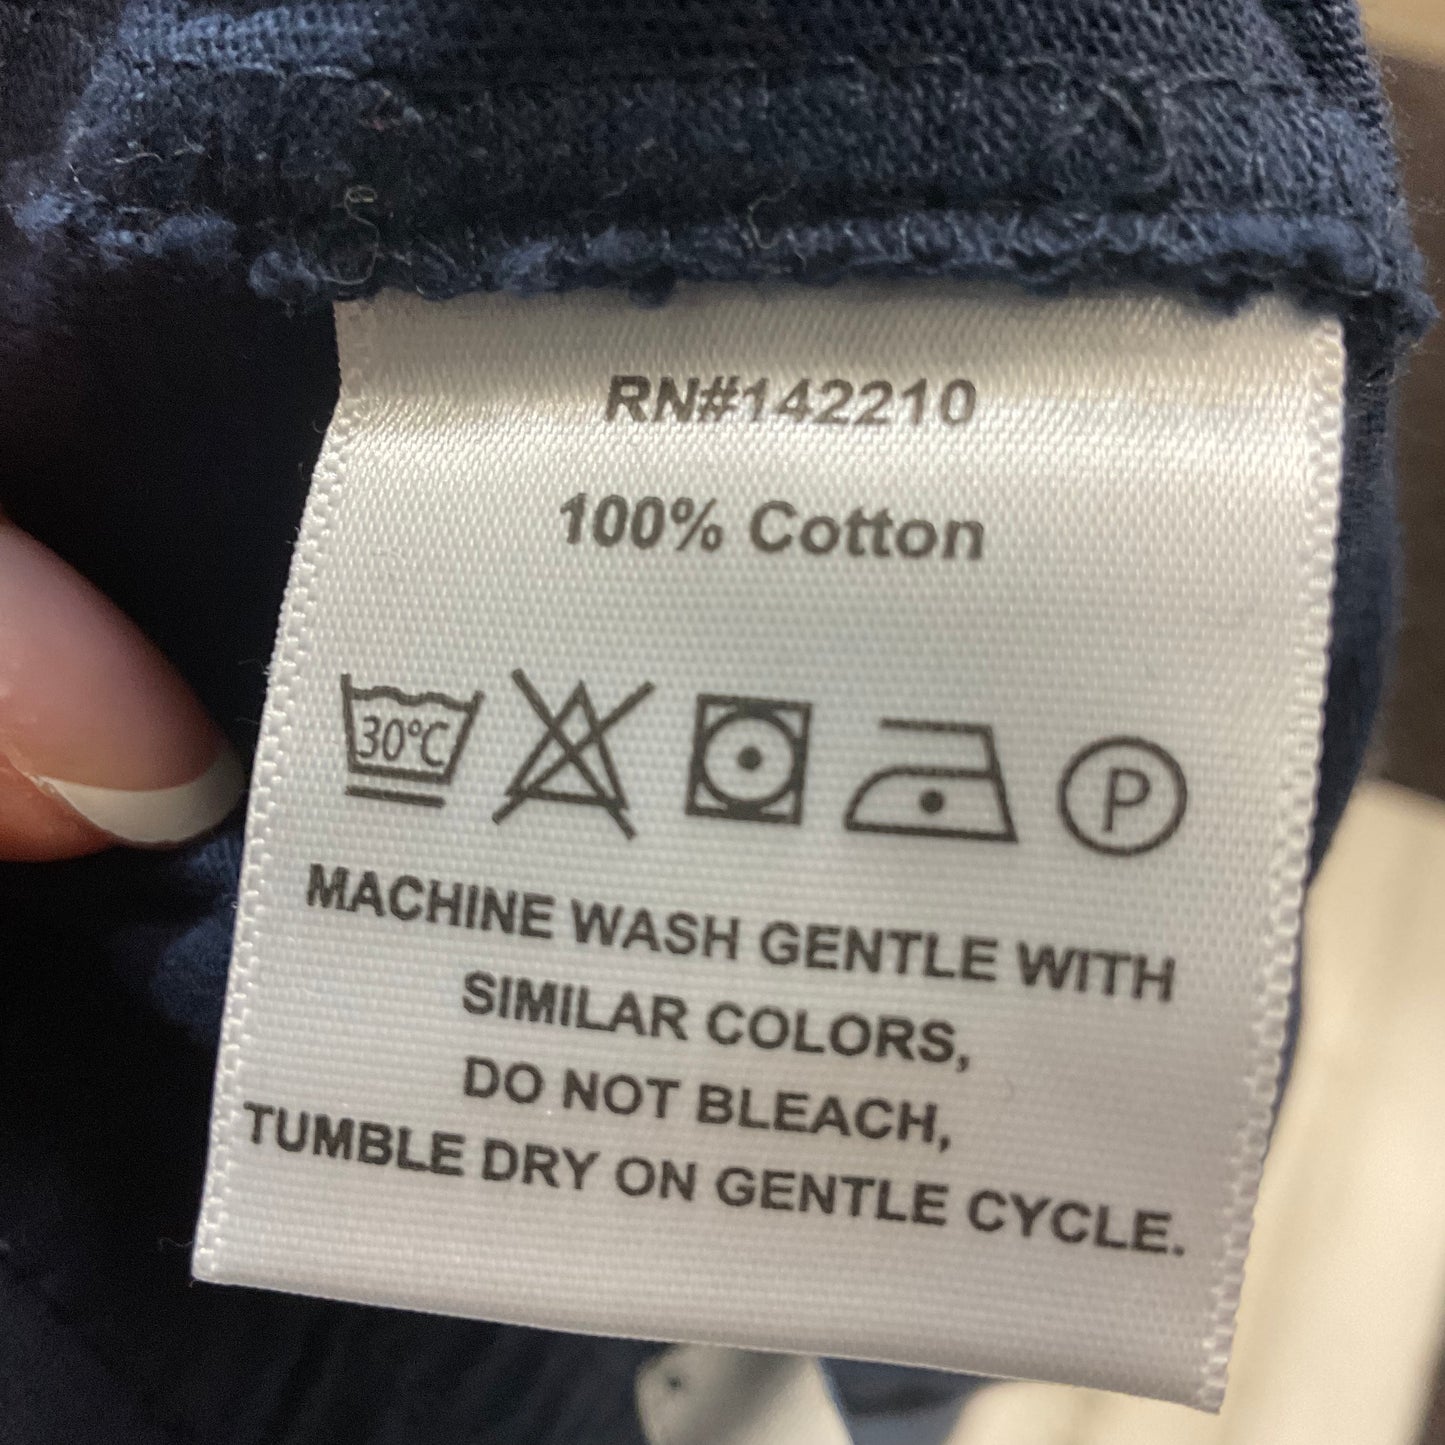 RN#142210
100% Cotton
30°C P
MACHINE WASH GENTLE WITH
SIMILAR COLORS,
DO NOT BLEACH,
TUMBLE DRY ON GENTLE CYCLE.